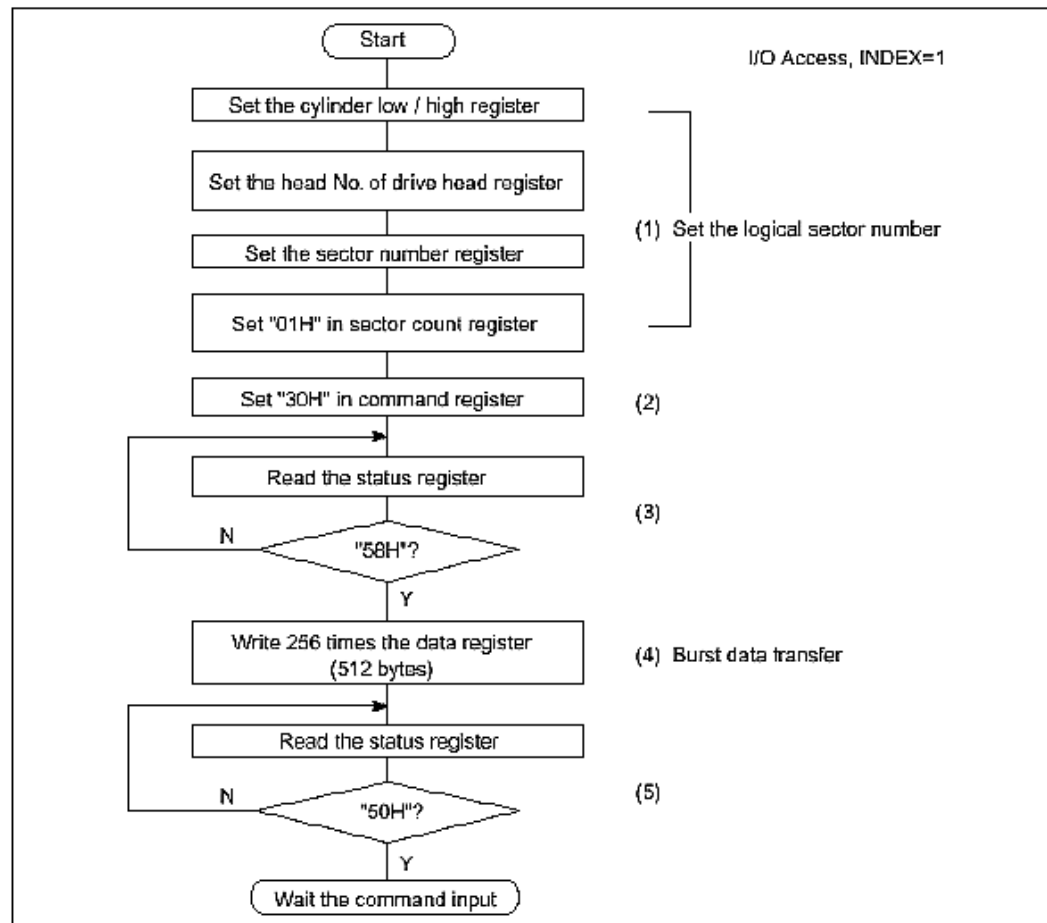 Start
I/O Access, INDEX=1
Set the cylinder low / high register
Set the head No. of drive head register
(1) Set the logical sector number
Set the sector number register
Set "01H" in sector count register
Set "30H" in command register
(2)
Read the status register
(3)
N
"58H"?
Y
Write 256 times the data register
(512 bytes)
(4) Burst data transfer
Read the status register
(5)
N
"50H"?
Y
Wait the command input